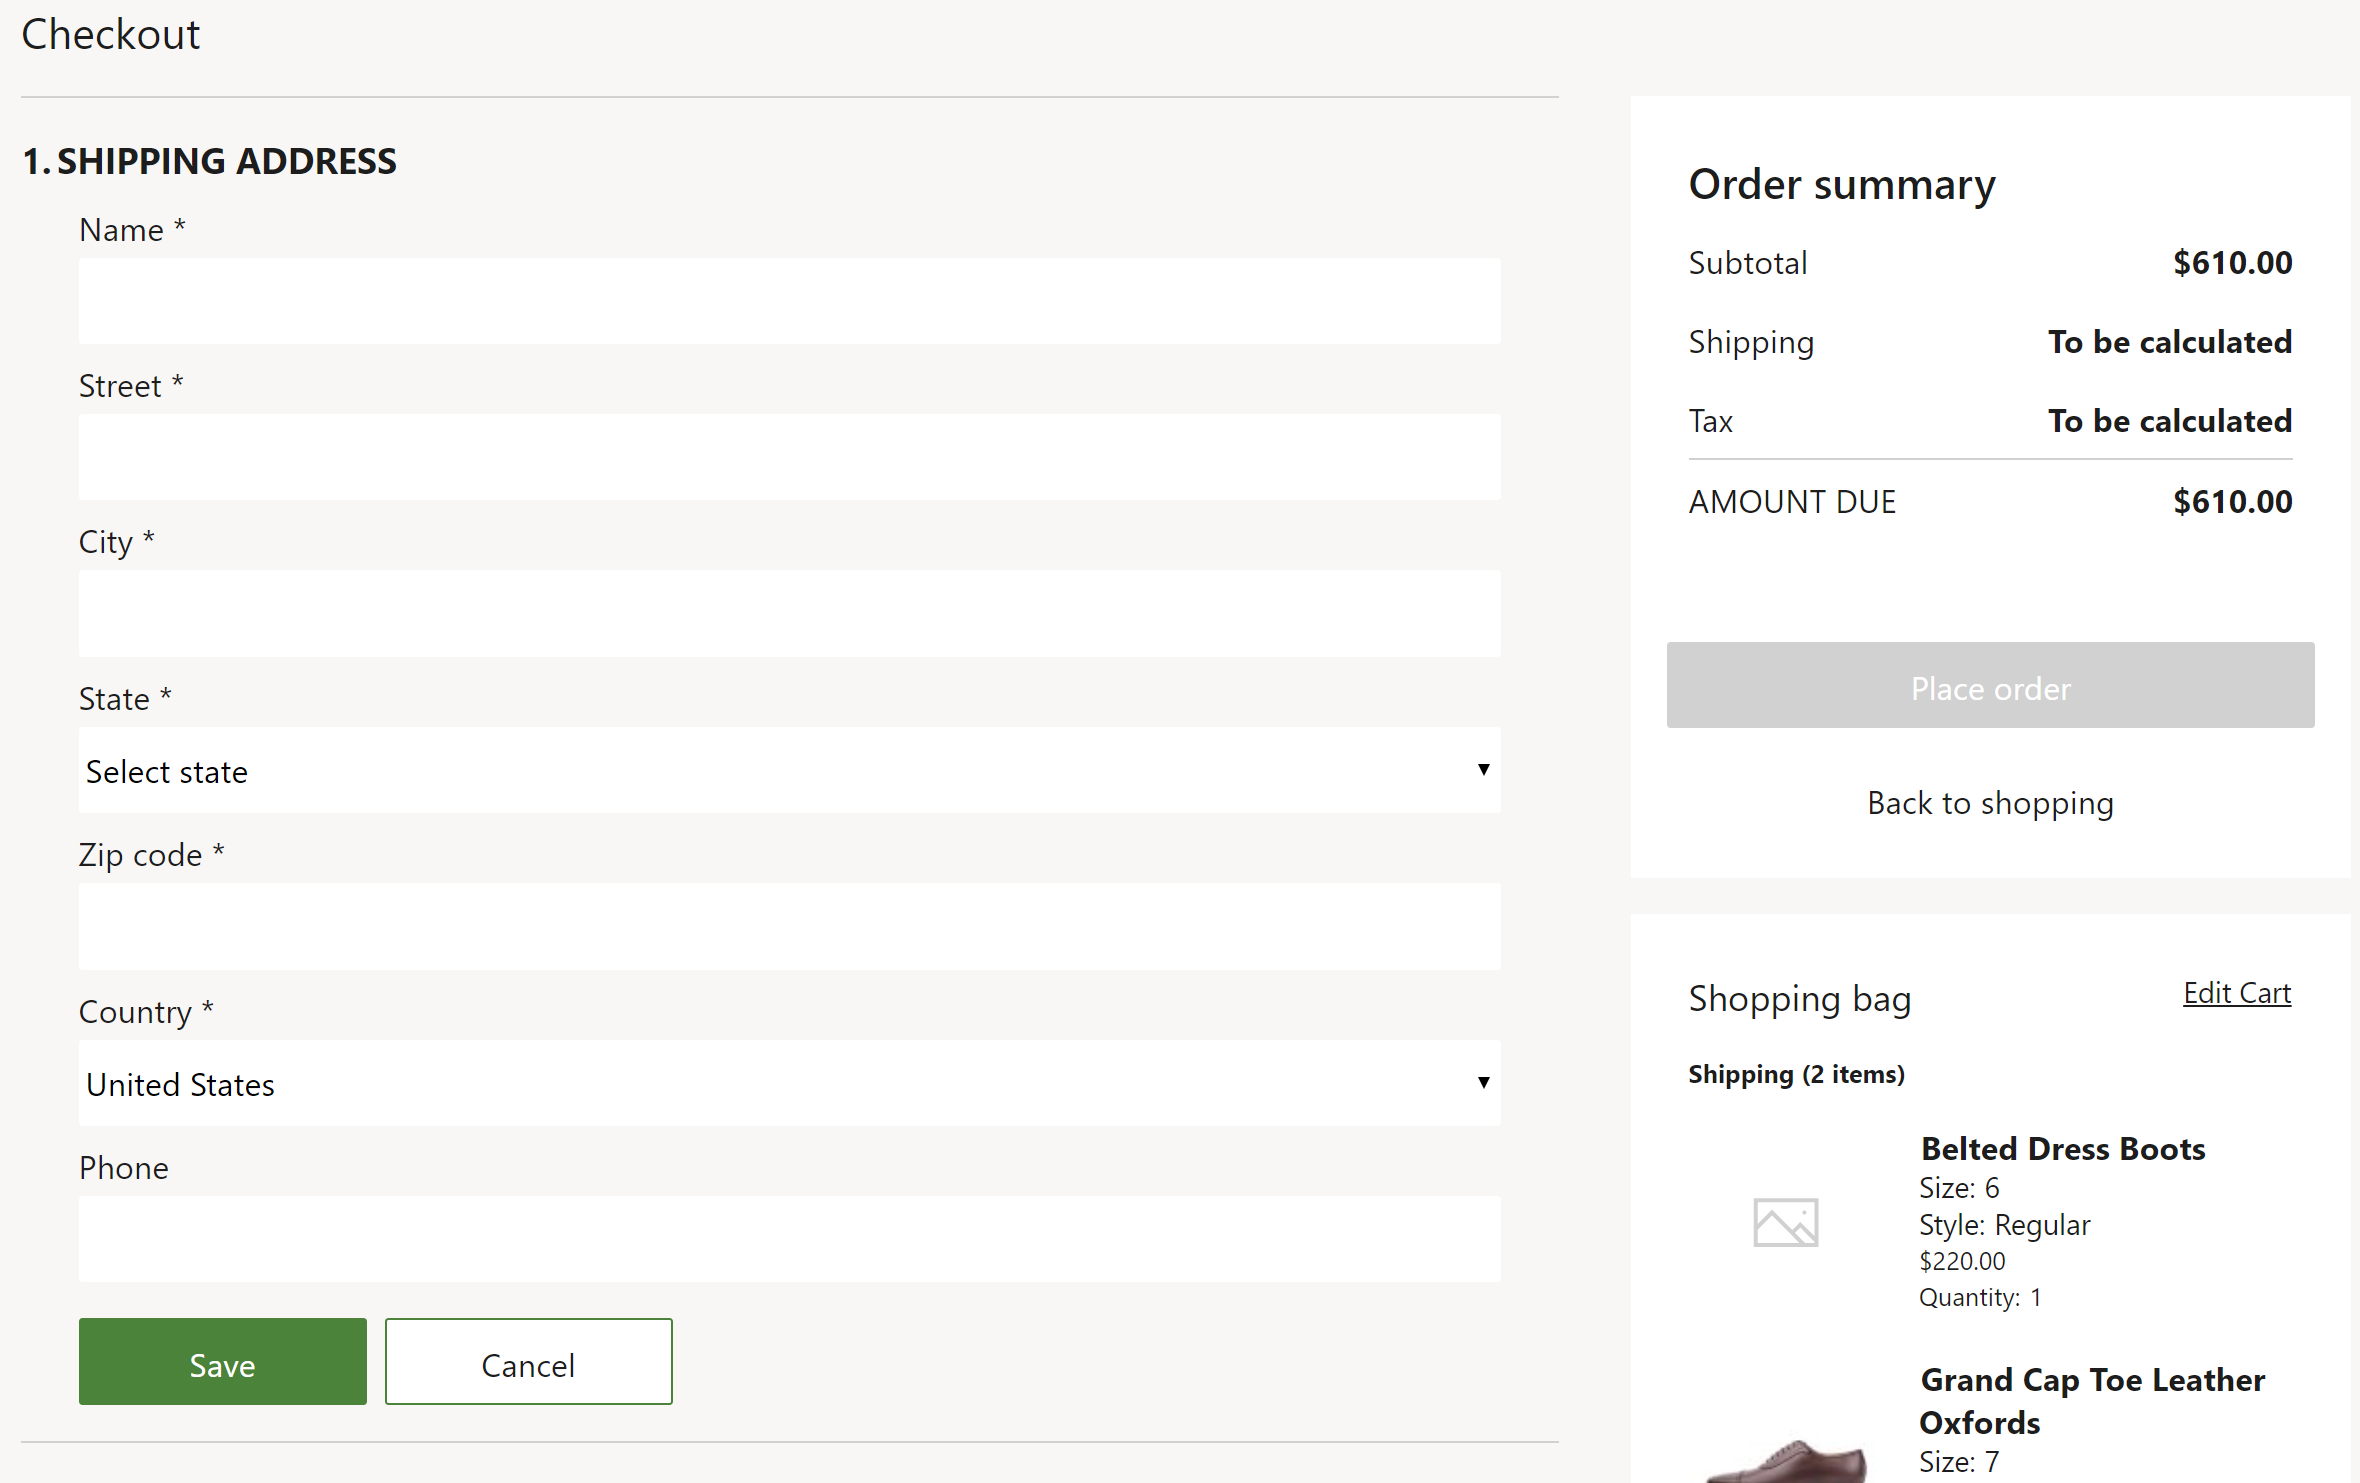 Checkout
1. SHIPPING ADDRESS
Name *
Street *
City *
State *
Select state
Zip code *
Country *
United States
Phone
Save
Cancel
Order summary
Subtotal $610.00
Shipping To be calculated
Tax To be calculated
AMOUNT DUE $610.00
Place order
Back to shopping
Shopping bag Edit Cart
Shipping (2 items)
Belted Dress Boots
Size: 6
Style: Regular
$220.00
Quantity: 1
Grand Cap Toe Leather
Oxfords
Size: 7